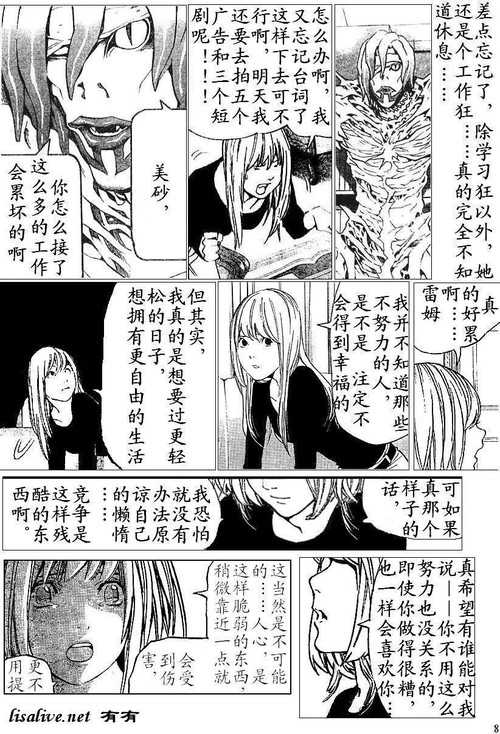 差点忘记了，除学习狂以外，她
还是个工作狂……真的完全不知
道休息……
怎么办啊，我
又忘记台词了
这样下去可不
行啊，明天我
还要去拍五个
广告和三个短
剧呢！！！
美砂，
你怎么接了
这么多的工作
会累坏的啊
真的好累
啊……
雷姆
我并不知道那些
不努力的人，
是不是 注定不
会得到幸福的
但其实，
我真的是想要过更轻
松的日子，
想拥有更自由的生活
可如果
真那个
样子的
话，
我恐怕
就没有
办法原
谅自己
的懒惰
……
竞争是
这样残
酷的东
西啊。
真希望有谁能对我
说——你不用这么
努力也没关系的，
即使你做得很糟，
也一样会喜欢你……
这当然是不可能
的……人心是
这样脆弱的东西，
稍微靠近一点就
会受
到伤
害，
更不
用提
lisalive.net 有有
8